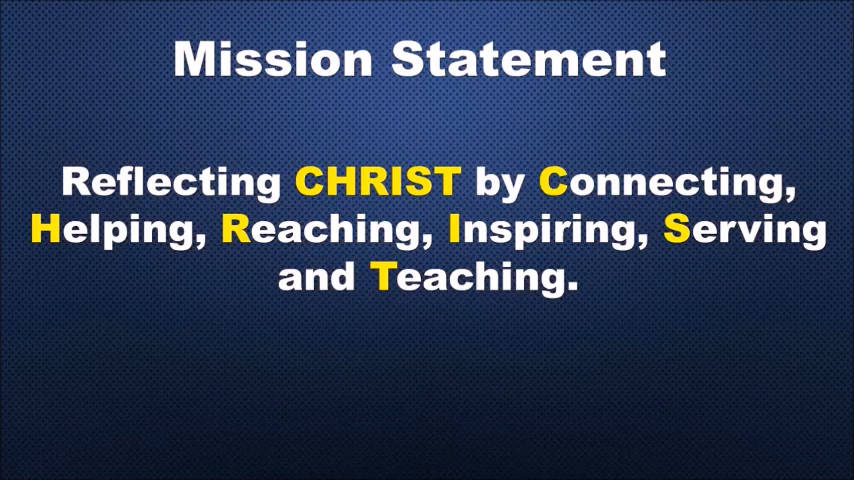 Mission Statement
Reflecting CHRIST by Connecting,
Helping, Reaching, Inspiring, Serving
and Teaching.